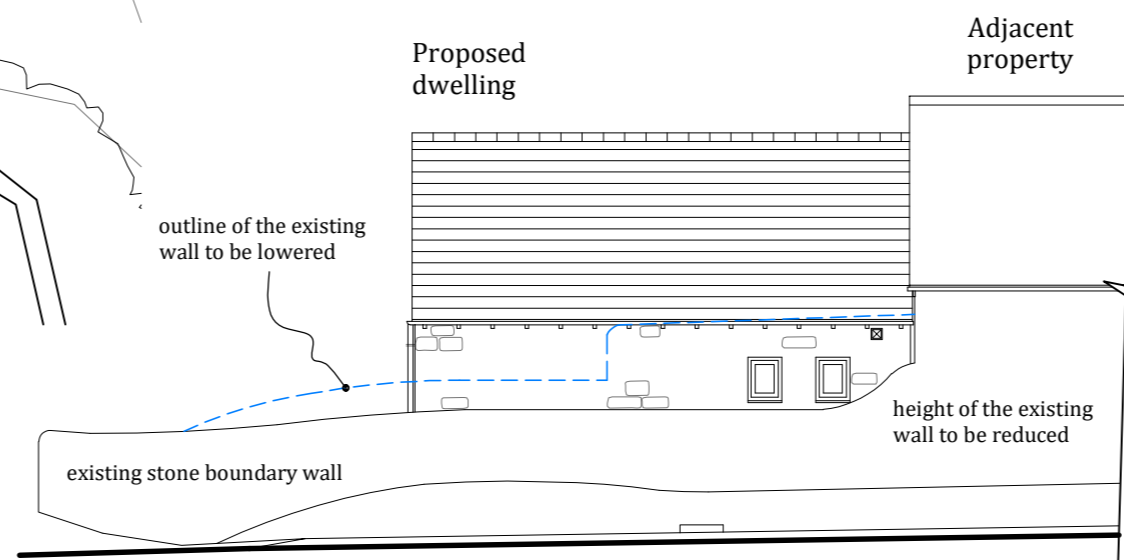 Adjacent
property
Proposed
dwelling
outline of the existing
wall to be lowered
height of the existing
wall to be reduced
existing stone boundary wall